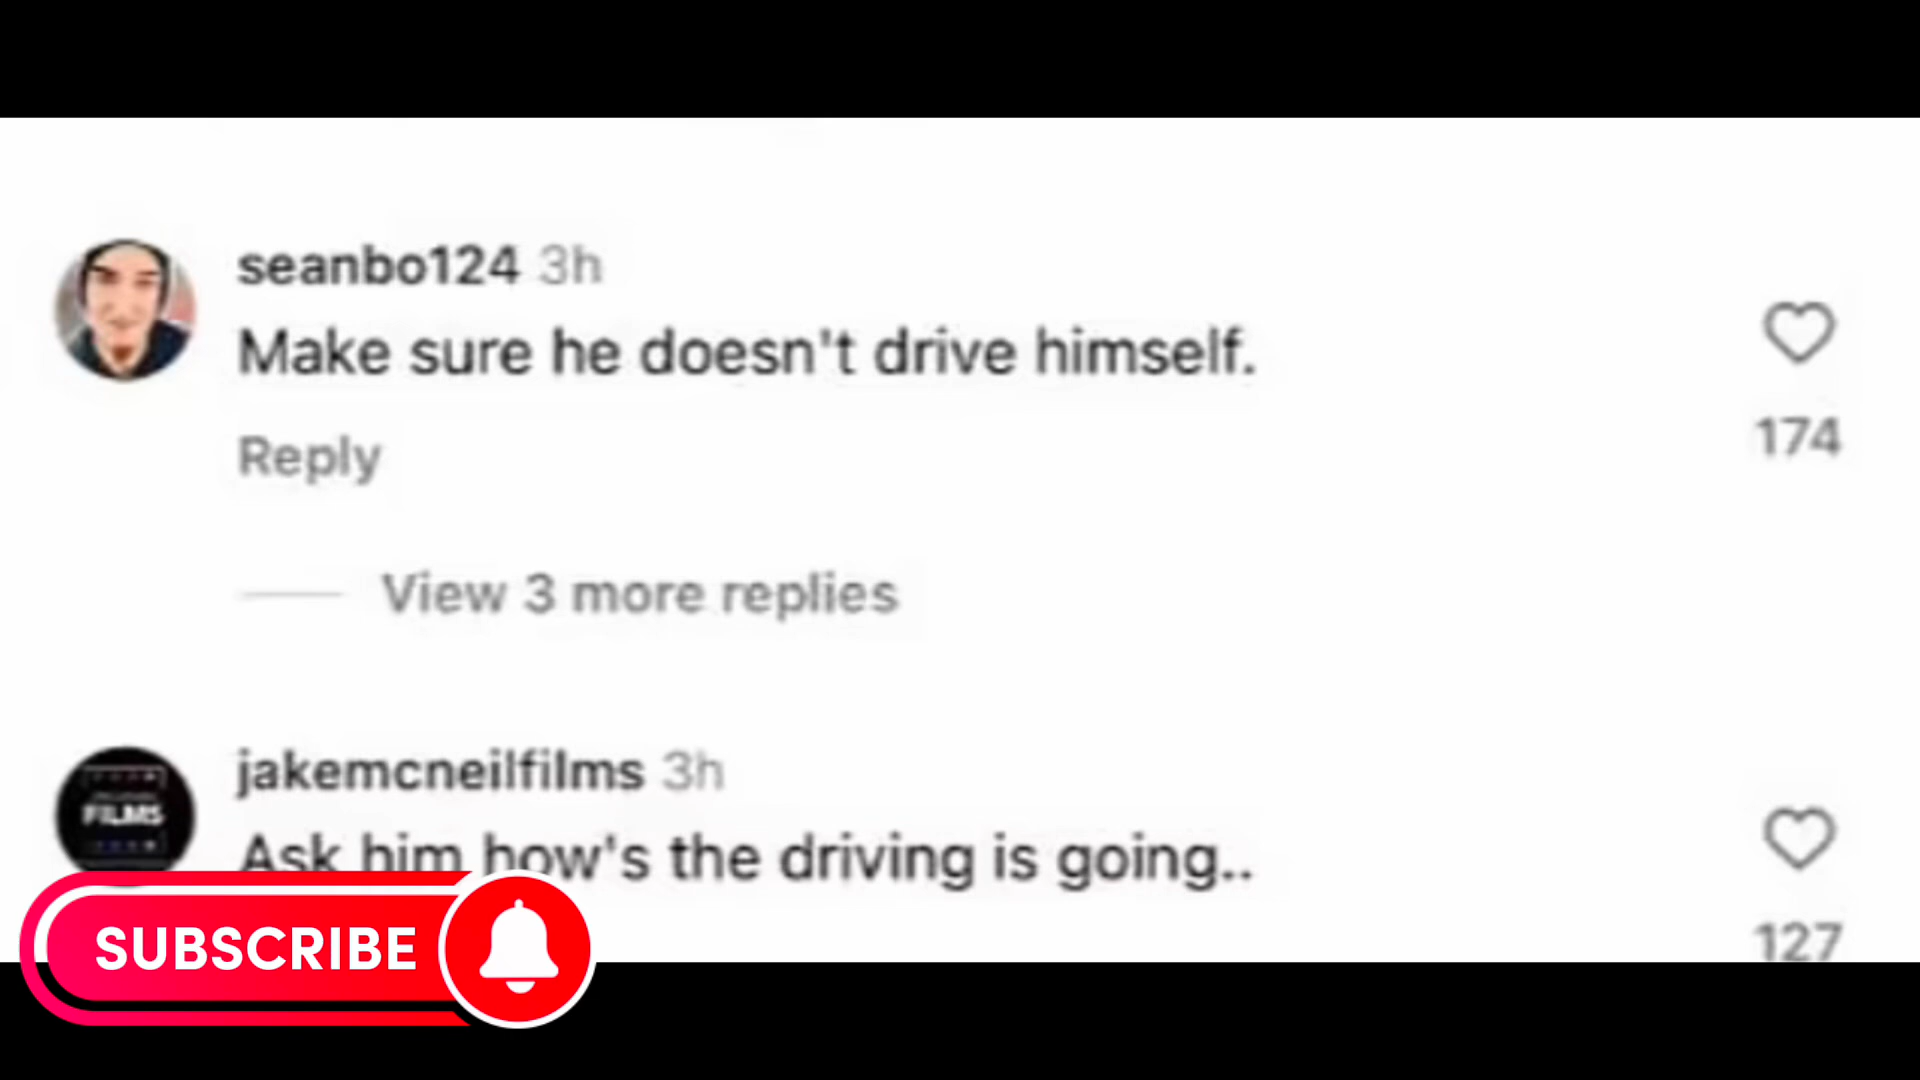 seanbo124 3h
Make sure he doesn't drive himself.
174
Reply
View 3 more replies
jakemcneilfilms 3h
FILMS
Ask him how's the driving is going..
127
SUBSCRIBE